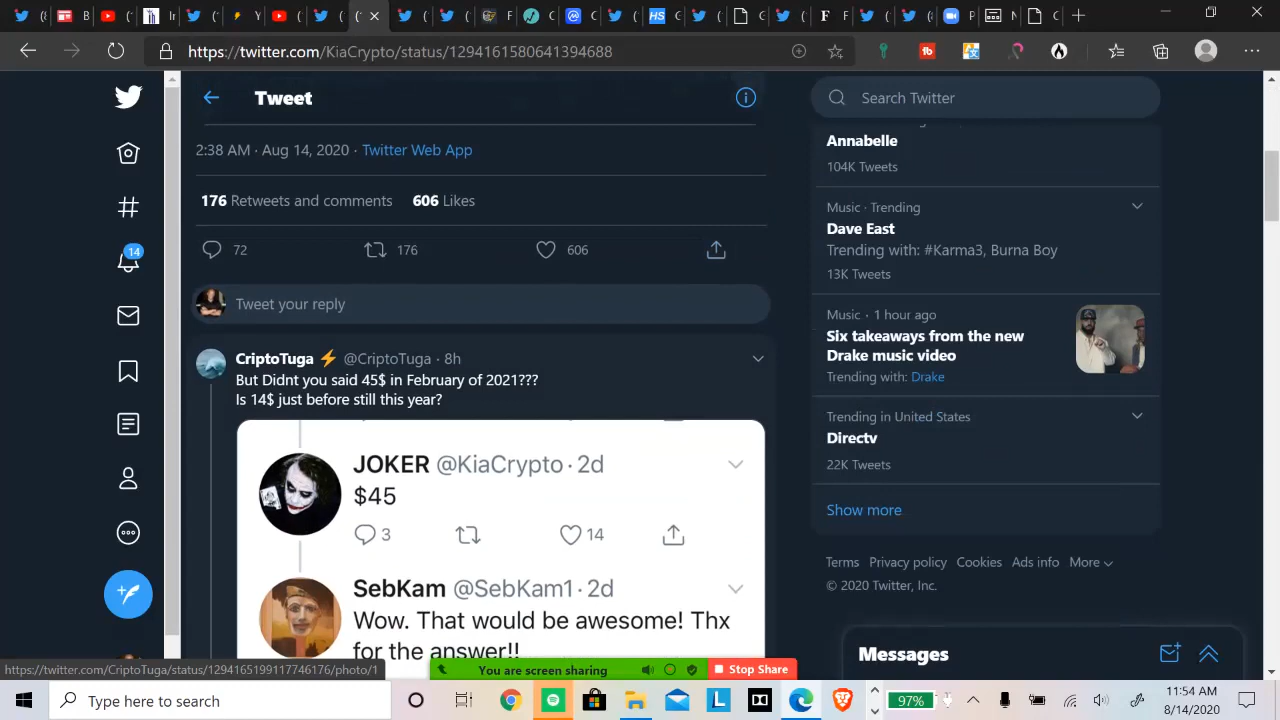 https://twitter.com/KiaCrypto/status/1294161580641394688
Tweet
Search Twitter
2:38 AM · Aug 14, 2020 · Twitter Web App
176 Retweets and comments 606 Likes
72 176 606
Tweet your reply
14
CriptoTuga ⚡ @CriptoTuga · 8h
But Didnt you said 45$ in February of 2021???
Is 14$ just before still this year?
JOKER @KiaCrypto · 2d
$45
3 14
SebKam @SebKam1 · 2d
Wow. That would be awesome! Thx
for the answer!!
Annabelle
104K Tweets
Music · Trending
Dave East
Trending with: #Karma3, Burna Boy
13K Tweets
Music · 1 hour ago
Six takeaways from the new
Drake music video
Trending with: Drake
Trending in United States
Directv
22K Tweets
Show more
Terms Privacy policy Cookies Ads info More
© 2020 Twitter, Inc.
Messages
https://twitter.com/CriptoTuga/status/1294165199117746176/photo/1
You are screen sharing
Stop Share
Type here to search
97%
11:54 AM
8/14/2020